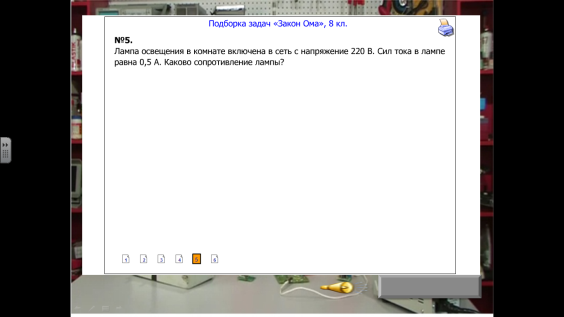 Подборка задач «Закон Ома», 8 кл.
№5.
Лампа освещения в комнате включена в сеть с напряжение 220 В. Сил тока в лампе
равна 0,5 А. Каково сопротивление лампы?
1 2 3 4 5 6